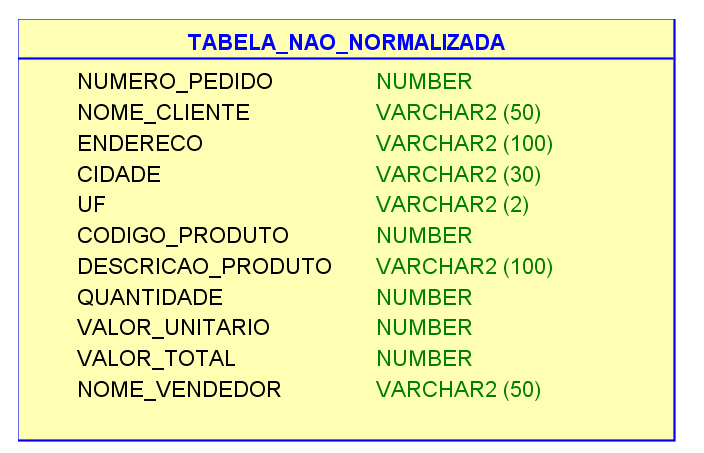 TABELA_NAO_NORMALIZADA
NUMERO_PEDIDO NUMBER
NOME_CLIENTE VARCHAR2 (50)
ENDERECO VARCHAR2 (100)
CIDADE VARCHAR2 (30)
UF VARCHAR2 (2)
CODIGO_PRODUTO NUMBER
DESCRICAO_PRODUTO VARCHAR2 (100)
QUANTIDADE NUMBER
VALOR_UNITARIO NUMBER
VALOR_TOTAL NUMBER
NOME_VENDEDOR VARCHAR2 (50)